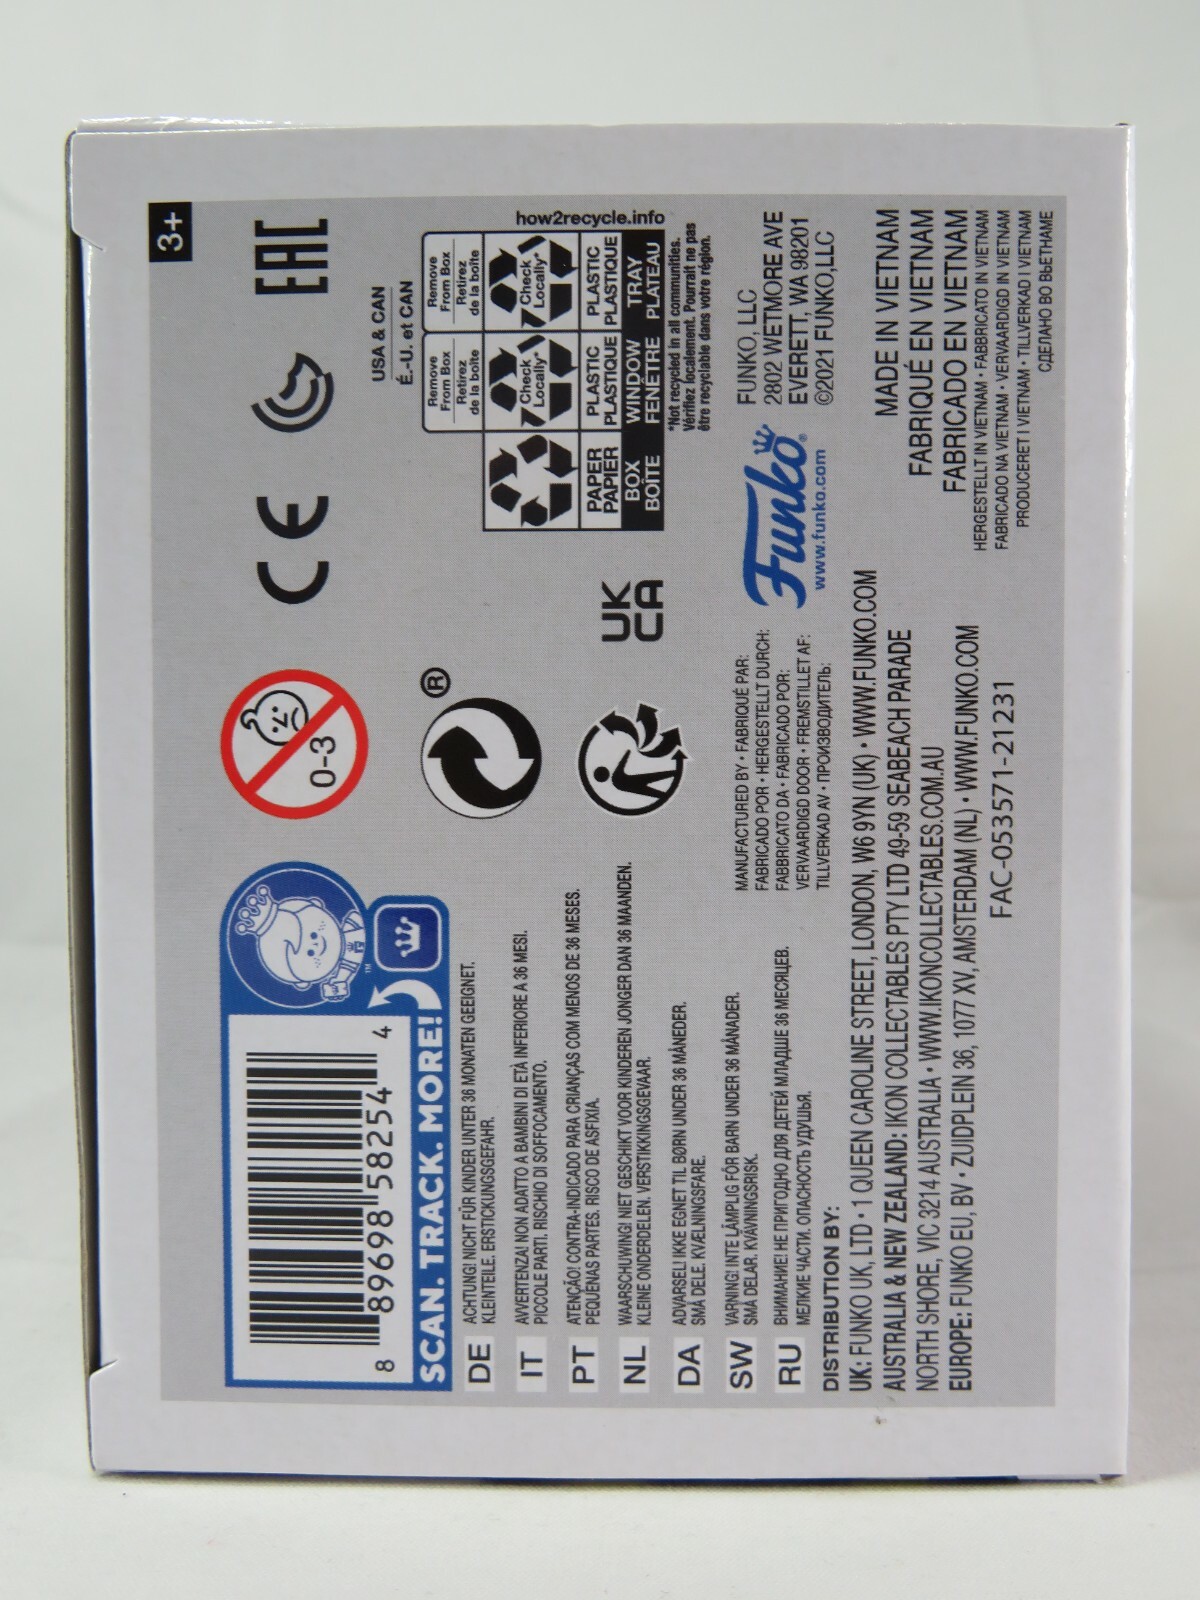 3+
EAC
CE
0-3
8 89698 58254 4
SCAN. TRACK. MORE!
™
USA & CAN
É.-U. et CAN
how2recycle.info
Remove
From Box
Retirez
de la boîte
Remove
From Box
Retirez
de la boîte
Check
Locally*
Check
Locally*
PAPER
PAPIER
PLASTIC
PLASTIQUE
PLASTIC
PLASTIQUE
BOX
BOÎTE
WINDOW
FENÊTRE
TRAY
PLATEAU
*Not recycled in all communities.
Vérifiez localement. Pourrait ne pas
être recyclable dans votre région.
®
UK
CA
DE ACHTUNG! NICHT FÜR KINDER UNTER 36 MONATEN GEEIGNET.
KLEINTEILE. ERSTICKUNGSGEFAHR.
IT AVVERTENZA! NON ADATTO A BAMBINI DI ETÀ INFERIORE A 36 MESI.
PICCOLE PARTI. RISCHIO DI SOFFOCAMENTO.
PT ATENÇÃO! CONTRA-INDICADO PARA CRIANÇAS COM MENOS DE 36 MESES.
PEQUENAS PARTES. RISCO DE ASFIXIA.
NL WAARSCHUWING! NIET GESCHIKT VOOR KINDEREN JONGER DAN 36 MAANDEN.
KLEINE ONDERDELEN. VERSTIKKINGSGEVAAR.
DA ADVARSEL! IKKE EGNET TIL BØRN UNDER 36 MÅNEDER.
SMÅ DELE. KVÆLNINGSFARE.
SW VARNING! INTE LÄMPLIG FÖR BARN UNDER 36 MÅNADER.
SMÅ DELAR. KVÄVNINGSRISK.
RU ВНИМАНИЕ! НЕ ПРИГОДНО ДЛЯ ДЕТЕЙ МЛАДШЕ 36 МЕСЯЦЕВ.
МЕЛКИЕ ЧАСТИ. ОПАСНОСТЬ УДУШЬЯ.
MANUFACTURED BY • FABRIQUÉ PAR:
FABRICADO POR • HERGESTELLT DURCH:
FABBRICATO DA • FABRICADO POR:
VERVAARDIGD DOOR • FREMSTILLET AF:
TILLVERKAD AV • ПРОИЗВОДИТЕЛЬ:
Funko®
www.funko.com
FUNKO, LLC
2802 WETMORE AVE
EVERETT, WA 98201
©2021 FUNKO,LLC
DISTRIBUTION BY:
UK: FUNKO UK, LTD • 1 QUEEN CAROLINE STREET, LONDON, W6 9YN (UK) • WWW.FUNKO.COM
AUSTRALIA & NEW ZEALAND: IKON COLLECTABLES PTY LTD 49-59 SEABEACH PARADE
NORTH SHORE, VIC 3214 AUSTRALIA • WWW.IKONCOLLECTABLES.COM.AU
EUROPE: FUNKO EU, BV • ZUIDPLEIN 36, 1077 XV, AMSTERDAM (NL) • WWW.FUNKO.COM
FAC-053571-21231
MADE IN VIETNAM
FABRIQUÉ EN VIETNAM
FABRICADO EN VIETNAM
HERGESTELLT IN VIETNAM • FABBRICATO IN VIETNAM
FABRICADO NA VIETNAM • VERVAARDIGD IN VIETNAM
PRODUCERET I VIETNAM • TILLVERKAD I VIETNAM
СДЕЛАНО ВО ВЬЕТНАМЕ